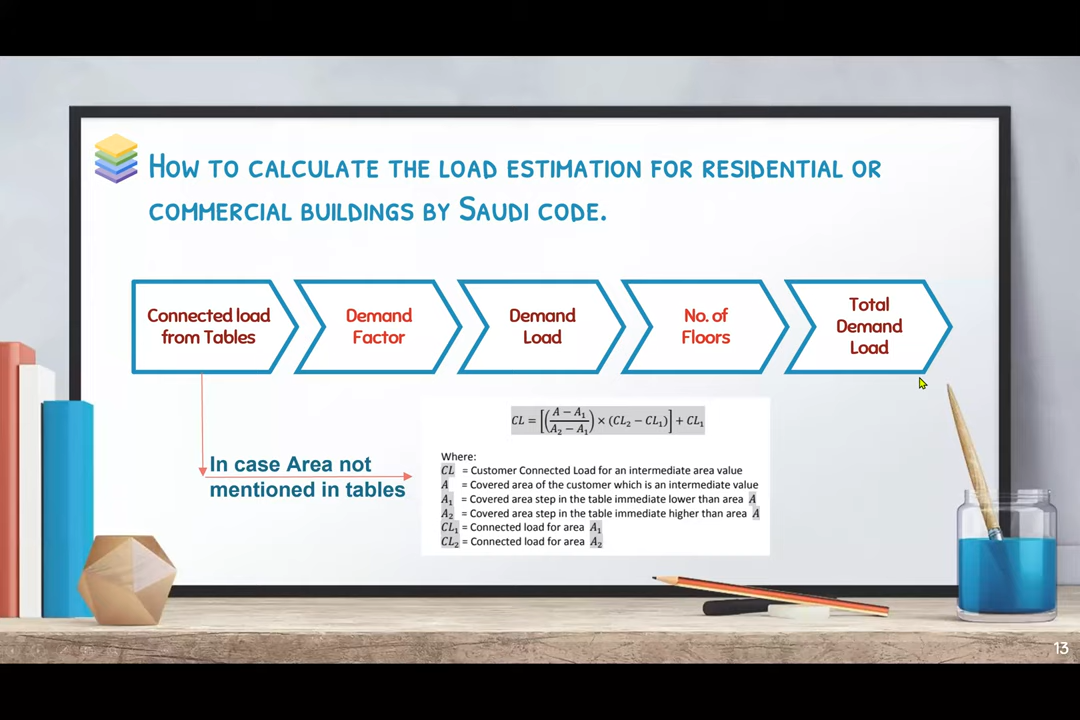 How to calculate the load estimation for residential or
commercial buildings by Saudi code.
Connected load
from Tables
Demand
Factor
Demand
Load
No. of
Floors
Total
Demand
Load
In case Area not
mentioned in tables
CL = [((A − A₁)/(A₂ − A₁)) × (CL₂ − CL₁)] + CL₁
Where:
CL = Customer Connected Load for an intermediate area value
A = Covered area of the customer which is an intermediate value
A₁ = Covered area step in the table immediate lower than area A
A₂ = Covered area step in the table immediate higher than area A
CL₁ = Connected load for area A₁
CL₂ = Connected load for area A₂
13